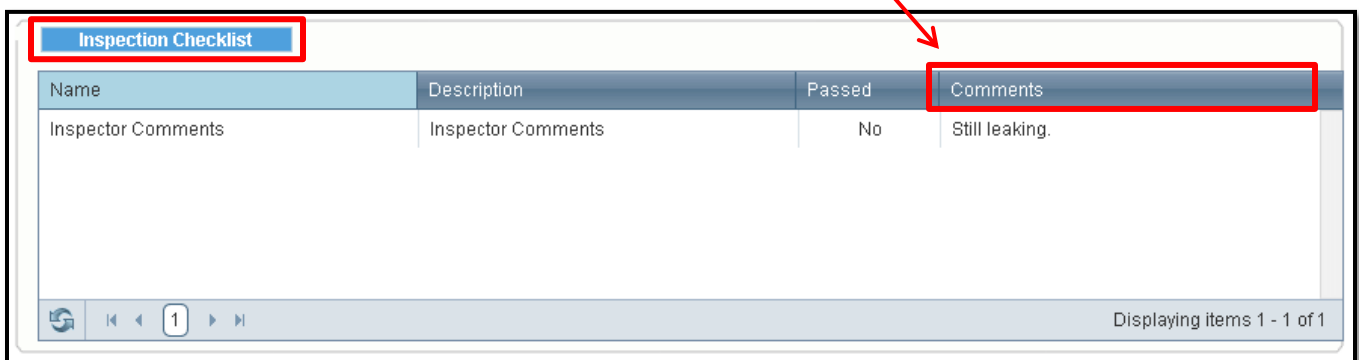 Inspection Checklist
Name Description Passed Comments
Inspector Comments Inspector Comments No Still leaking.
1 Displaying items 1 - 1 of 1